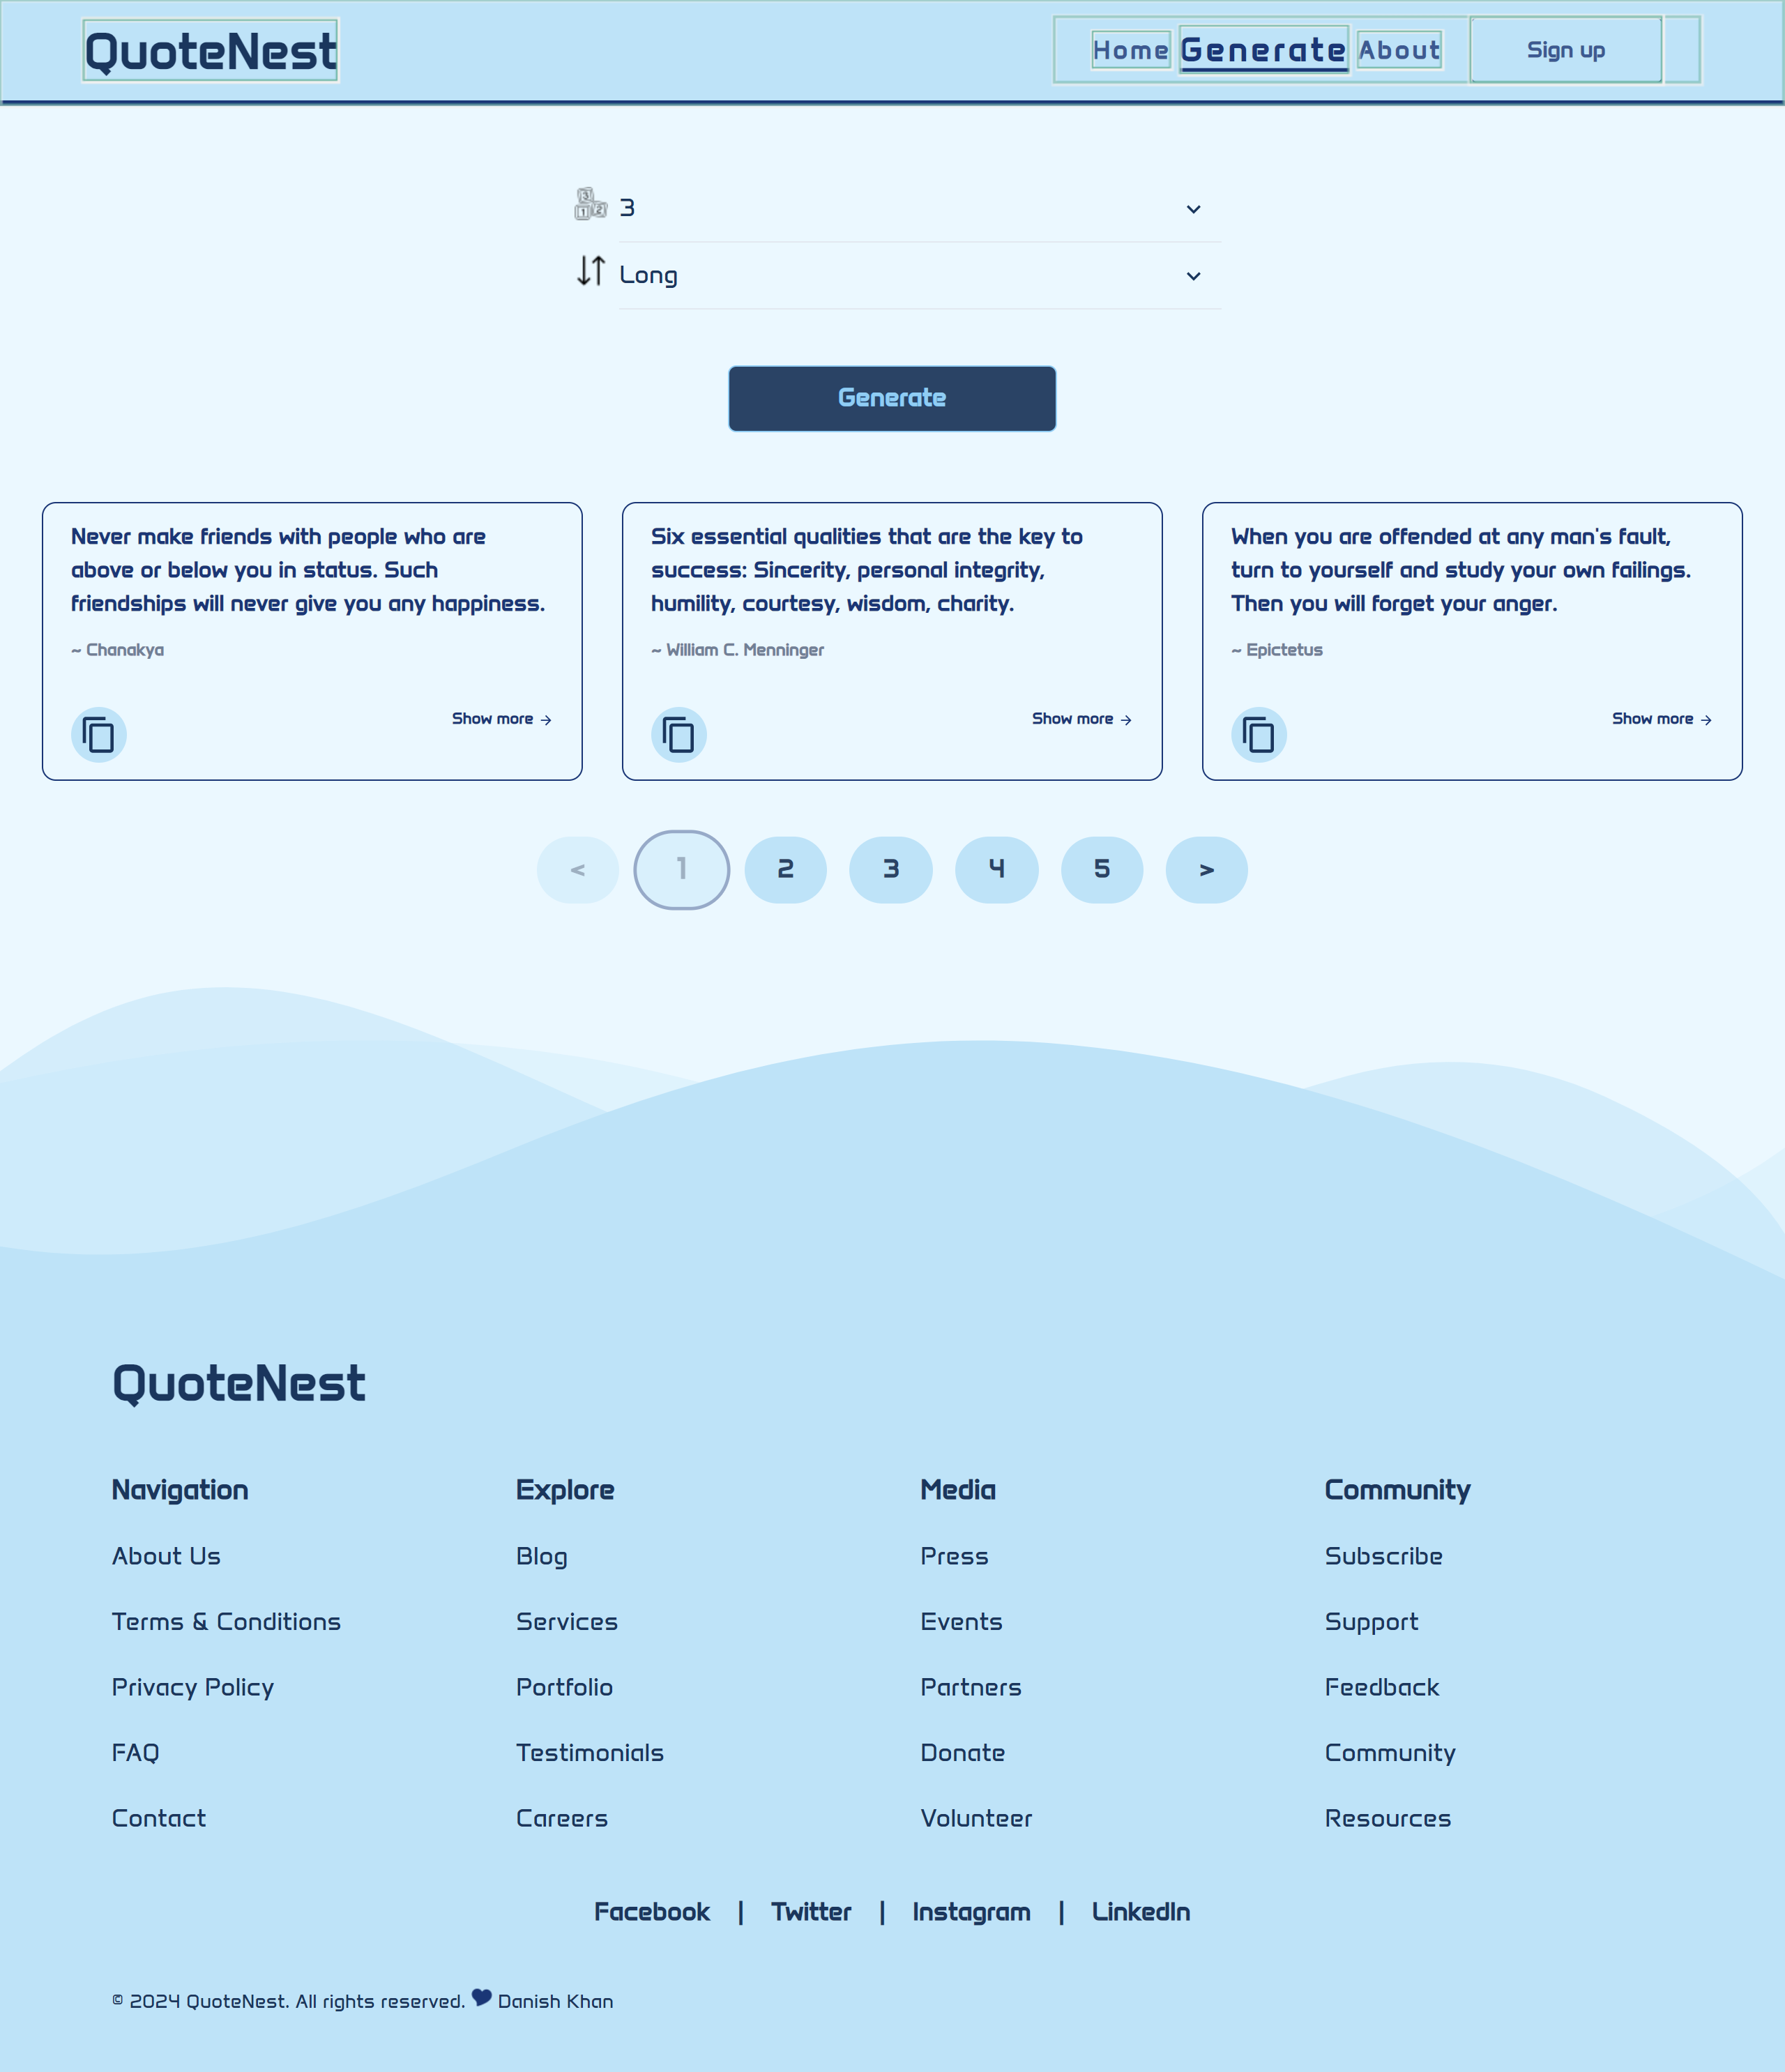 QuoteNest
Home Generate About Sign up
3
Long
Generate
Never make friends with people who are
above or below you in status. Such
friendships will never give you any happiness.
~ Chanakya
Show more →
Six essential qualities that are the key to
success: Sincerity, personal integrity,
humility, courtesy, wisdom, charity.
~ William C. Menninger
Show more →
When you are offended at any man's fault,
turn to yourself and study your own failings.
Then you will forget your anger.
~ Epictetus
Show more →
< 1 2 3 4 5 >
QuoteNest
Navigation
About Us
Terms & Conditions
Privacy Policy
FAQ
Contact
Explore
Blog
Services
Portfolio
Testimonials
Careers
Media
Press
Events
Partners
Donate
Volunteer
Community
Subscribe
Support
Feedback
Community
Resources
Facebook | Twitter | Instagram | LinkedIn
© 2024 QuoteNest. All rights reserved. Danish Khan